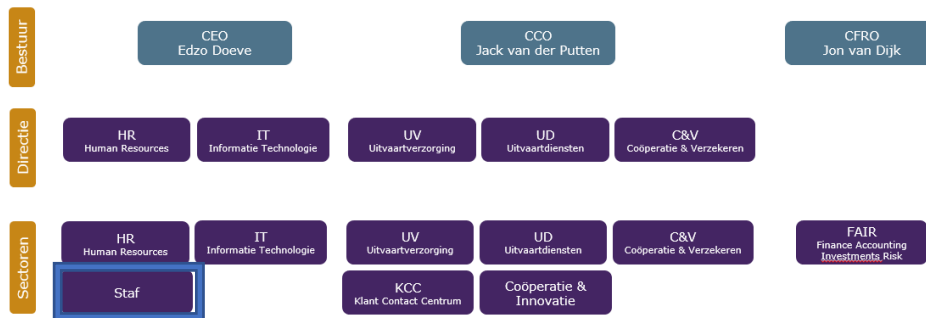 Bestuur
CEO
Edzo Doeve
CCO
Jack van der Putten
CFRO
Jon van Dijk
Directie
HR
Human Resources
IT
Informatie Technologie
UV
Uitvaartverzorging
UD
Uitvaartdiensten
C&V
Coöperatie & Verzekeren
Sectoren
HR
Human Resources
IT
Informatie Technologie
UV
Uitvaartverzorging
UD
Uitvaartdiensten
C&V
Coöperatie & Verzekeren
FAIR
Finance Accounting
Investments Risk
Staf
KCC
Klant Contact Centrum
Coöperatie &
Innovatie